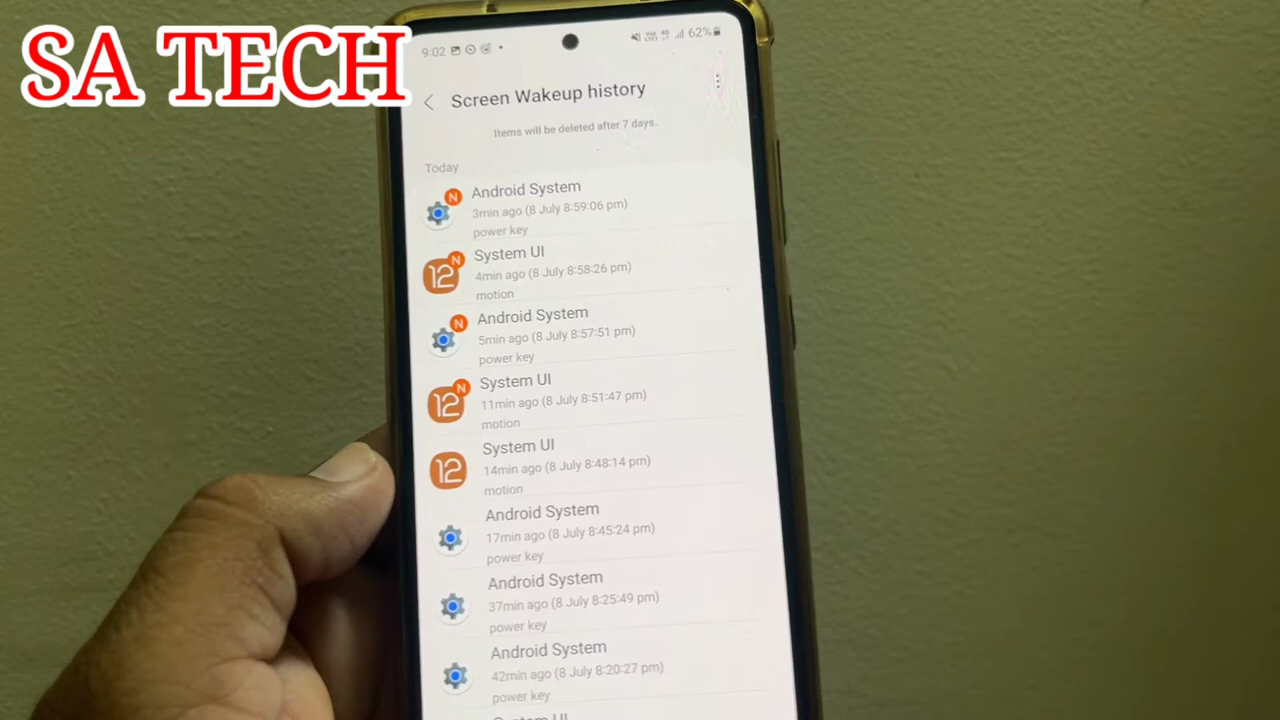 SA TECH
9:02
62%
Screen Wakeup history
Items will be deleted after 7 days.
Today
N
Android System
3min ago (8 July 8:59:06 pm)
power key
12 N
System UI
4min ago (8 July 8:58:26 pm)
motion
N
Android System
5min ago (8 July 8:57:51 pm)
power key
12 N
System UI
11min ago (8 July 8:51:47 pm)
motion
12
System UI
14min ago (8 July 8:48:14 pm)
motion
Android System
17min ago (8 July 8:45:24 pm)
power key
Android System
37min ago (8 July 8:25:49 pm)
power key
Android System
42min ago (8 July 8:20:27 pm)
power key
System UI